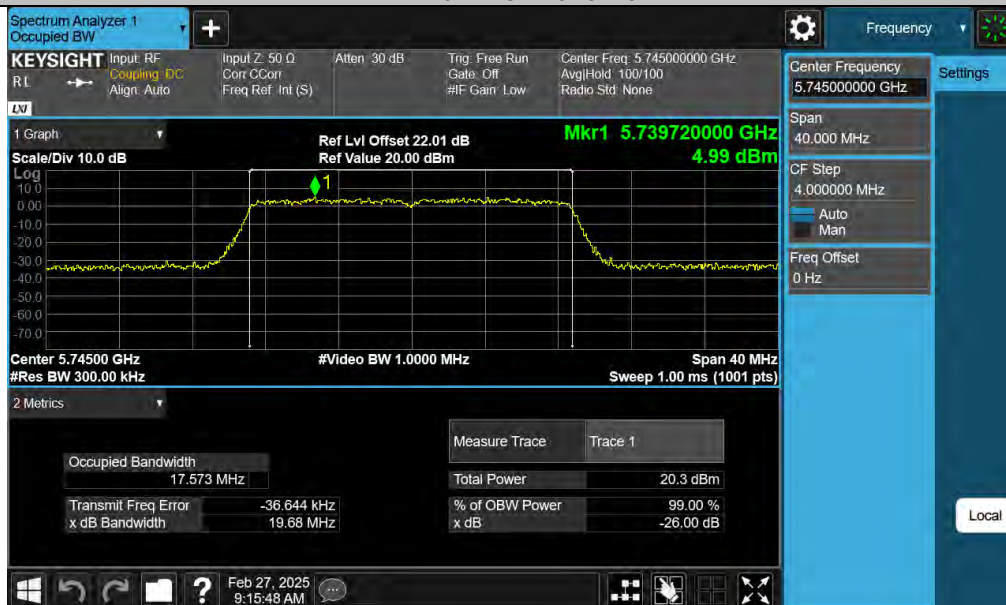 Spectrum Analyzer 1
Occupied BW
+
Frequency
KEYSIGHT
RL
LXI
Input: RF
Coupling: DC
Align: Auto
Input Z: 50 Ω
Corr CCorr
Freq Ref: Int (S)
Atten: 30 dB
Trig: Free Run
Gate: Off
#IF Gain: Low
Center Freq: 5.745000000 GHz
Avg|Hold: 100/100
Radio Std: None
Center Frequency
5.745000000 GHz
Settings
Span
40.000 MHz
CF Step
4.000000 MHz
Auto
Man
Freq Offset
0 Hz
Local
1 Graph
Scale/Div 10.0 dB
Ref Lvl Offset 22.01 dB
Ref Value 20.00 dBm
Mkr1 5.739720000 GHz
4.99 dBm
Log
10.0
0.00
-10.0
-20.0
-30.0
-40.0
-50.0
-60.0
-70.0
1
Center 5.74500 GHz
#Res BW 300.00 kHz
#Video BW 1.0000 MHz
Span 40 MHz
Sweep 1.00 ms (1001 pts)
2 Metrics
Measure Trace Trace 1
Occupied Bandwidth
17.573 MHz
Total Power 20.3 dBm
Transmit Freq Error -36.644 kHz
% of OBW Power 99.00 %
x dB Bandwidth 19.68 MHz
x dB -26.00 dB
?
Feb 27, 2025
9:15:48 AM